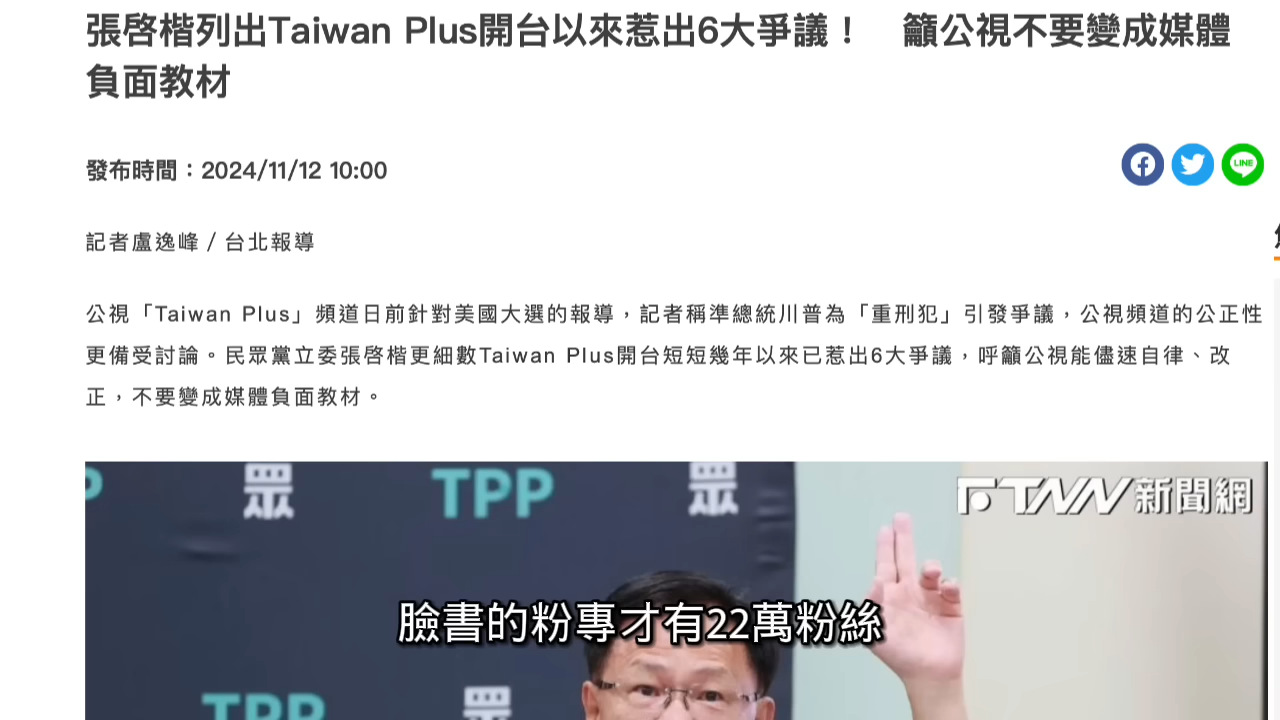 張啓楷列出Taiwan Plus開台以來惹出6大爭議！　籲公視不要變成媒體
負面教材
發布時間：2024/11/12 10:00
LINE
記者盧逸峰／台北報導
公視「Taiwan Plus」頻道日前針對美國大選的報導，記者稱準總統川普為「重刑犯」引發爭議，公視頻道的公正性
更備受討論。民眾黨立委張啓楷更細數Taiwan Plus開台短短幾年以來已惹出6大爭議，呼籲公視能儘速自律、改
正，不要變成媒體負面教材。
P 眾 TPP 眾
FTNN新聞網
臉書的粉專才有22萬粉絲
TPP 眾